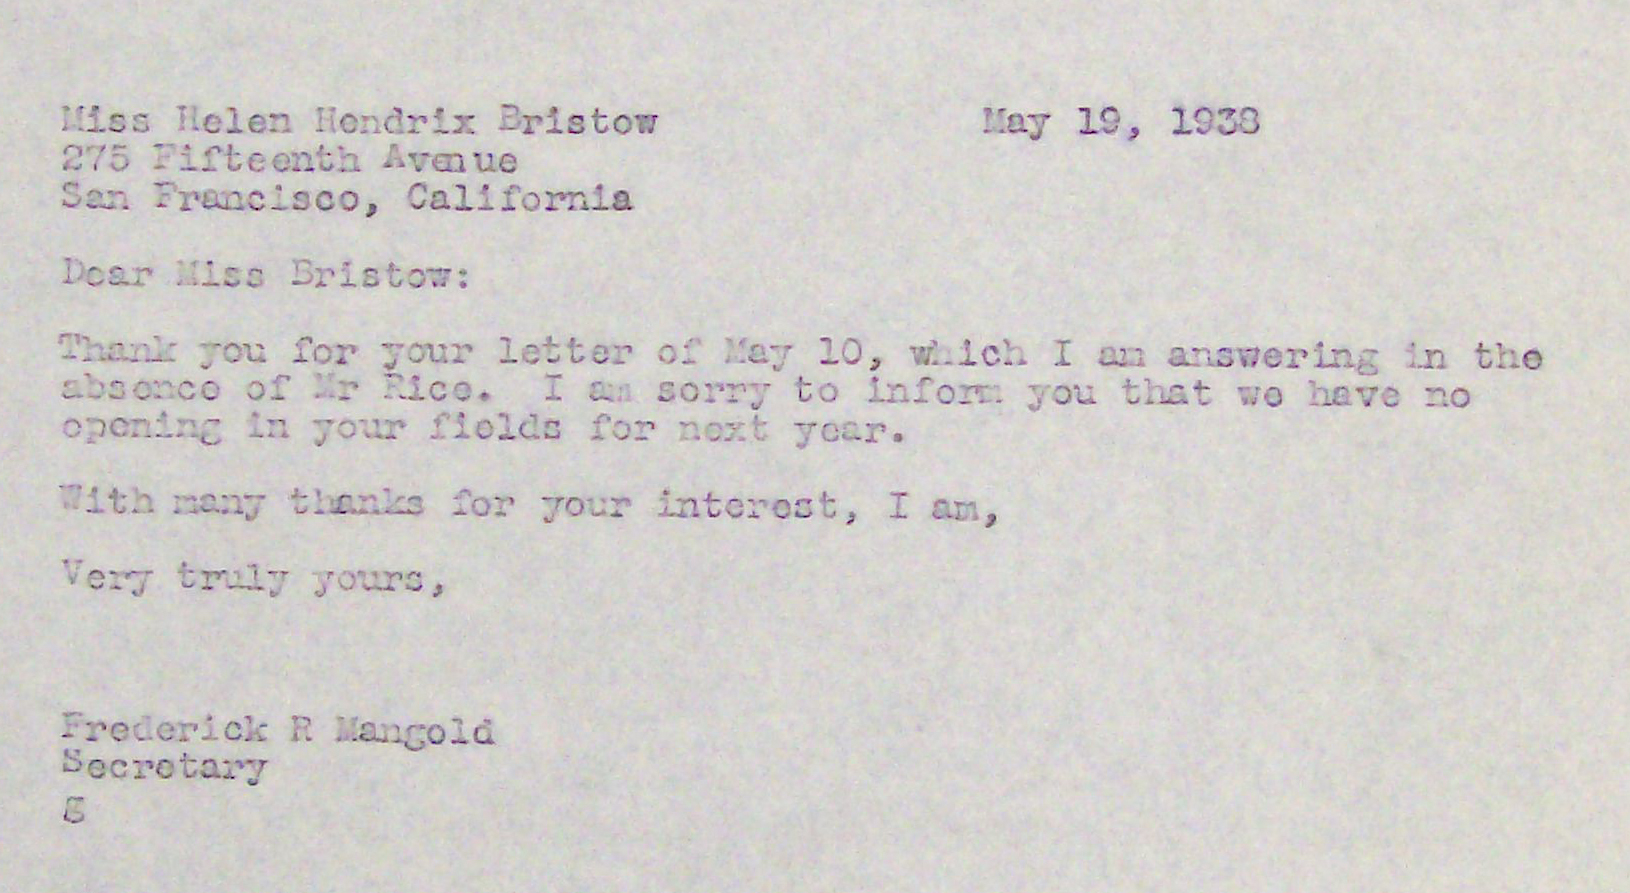 Miss Helen Hendrix Bristow May 19, 1938
275 Fifteenth Avenue
San Francisco, California
Dear Miss Bristow:
Thank you for your letter of May 10, which I am answering in the
absence of Mr Rice. I am sorry to inform you that we have no
opening in your fields for next year.
With many thanks for your interest, I am,
Very truly yours,
Frederick R Mangold
Secretary